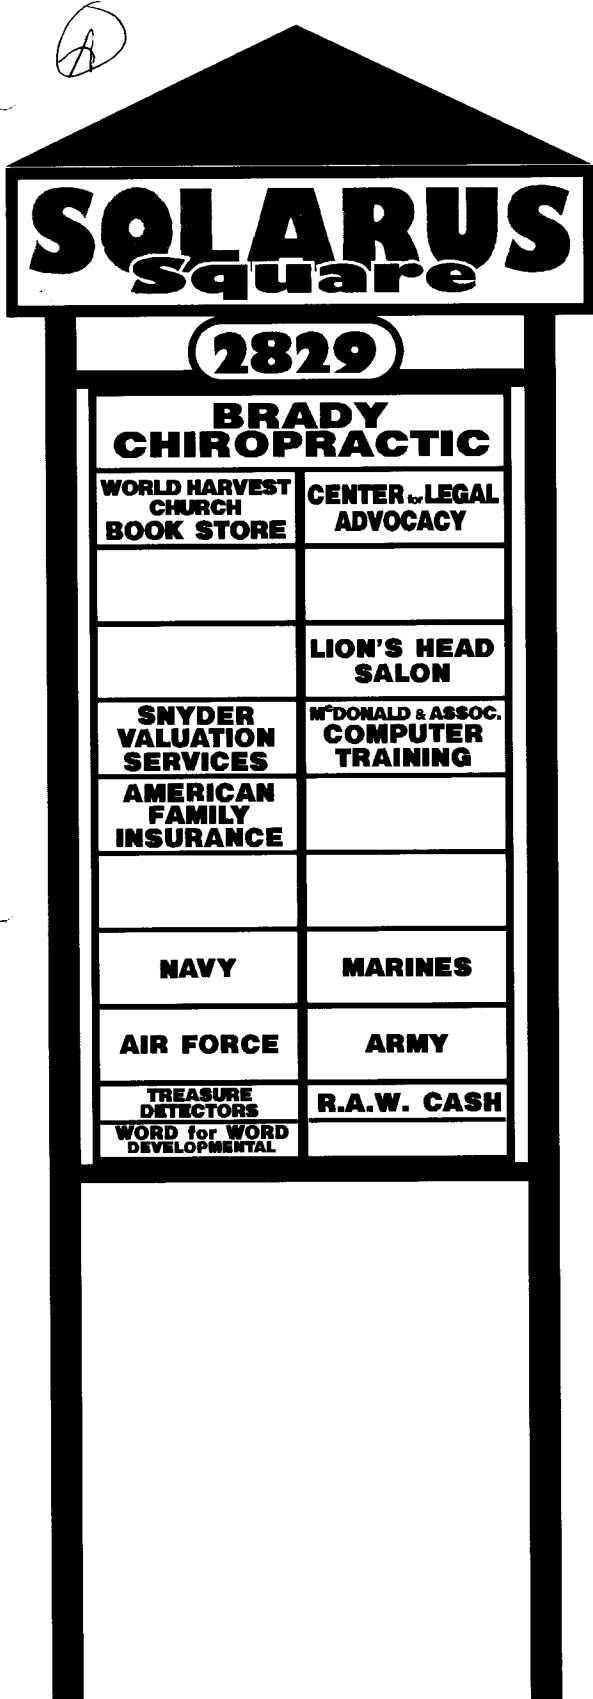 A
SOLARUS
Square
2829
BRADY
CHIROPRACTIC
WORLD HARVEST
CHURCH
BOOK STORE
CENTER for LEGAL
ADVOCACY
LION'S HEAD
SALON
SNYDER
VALUATION
SERVICES
McDONALD & ASSOC.
COMPUTER
TRAINING
AMERICAN
FAMILY
INSURANCE
NAVY
MARINES
AIR FORCE
ARMY
TREASURE
DETECTORS
R.A.W. CASH
WORD for WORD
DEVELOPMENTAL